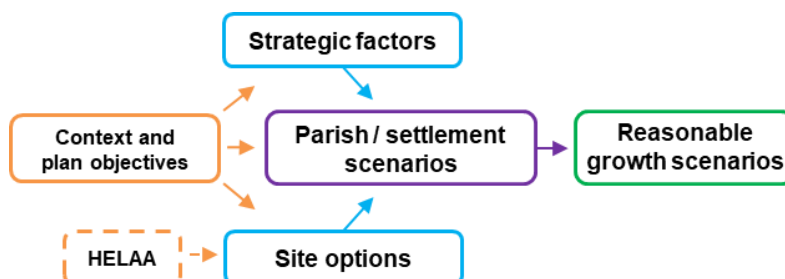 Strategic factors
Context and
plan objectives
Parish / settlement
scenarios
Reasonable
growth scenarios
HELAA
Site options